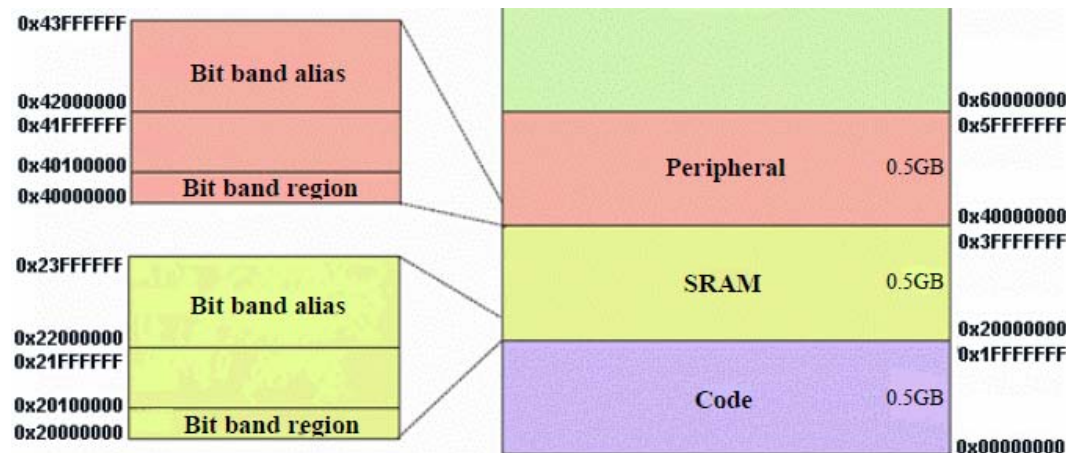 0x43FFFFFF
Bit band alias
0x42000000
0x41FFFFFF
0x40100000
Bit band region
0x40000000
0x23FFFFFF
Bit band alias
0x22000000
0x21FFFFFF
0x20100000
Bit band region
0x20000000
0x60000000
0x5FFFFFFF
Peripheral 0.5GB
0x40000000
0x3FFFFFFF
SRAM 0.5GB
0x20000000
0x1FFFFFFF
Code 0.5GB
0x00000000